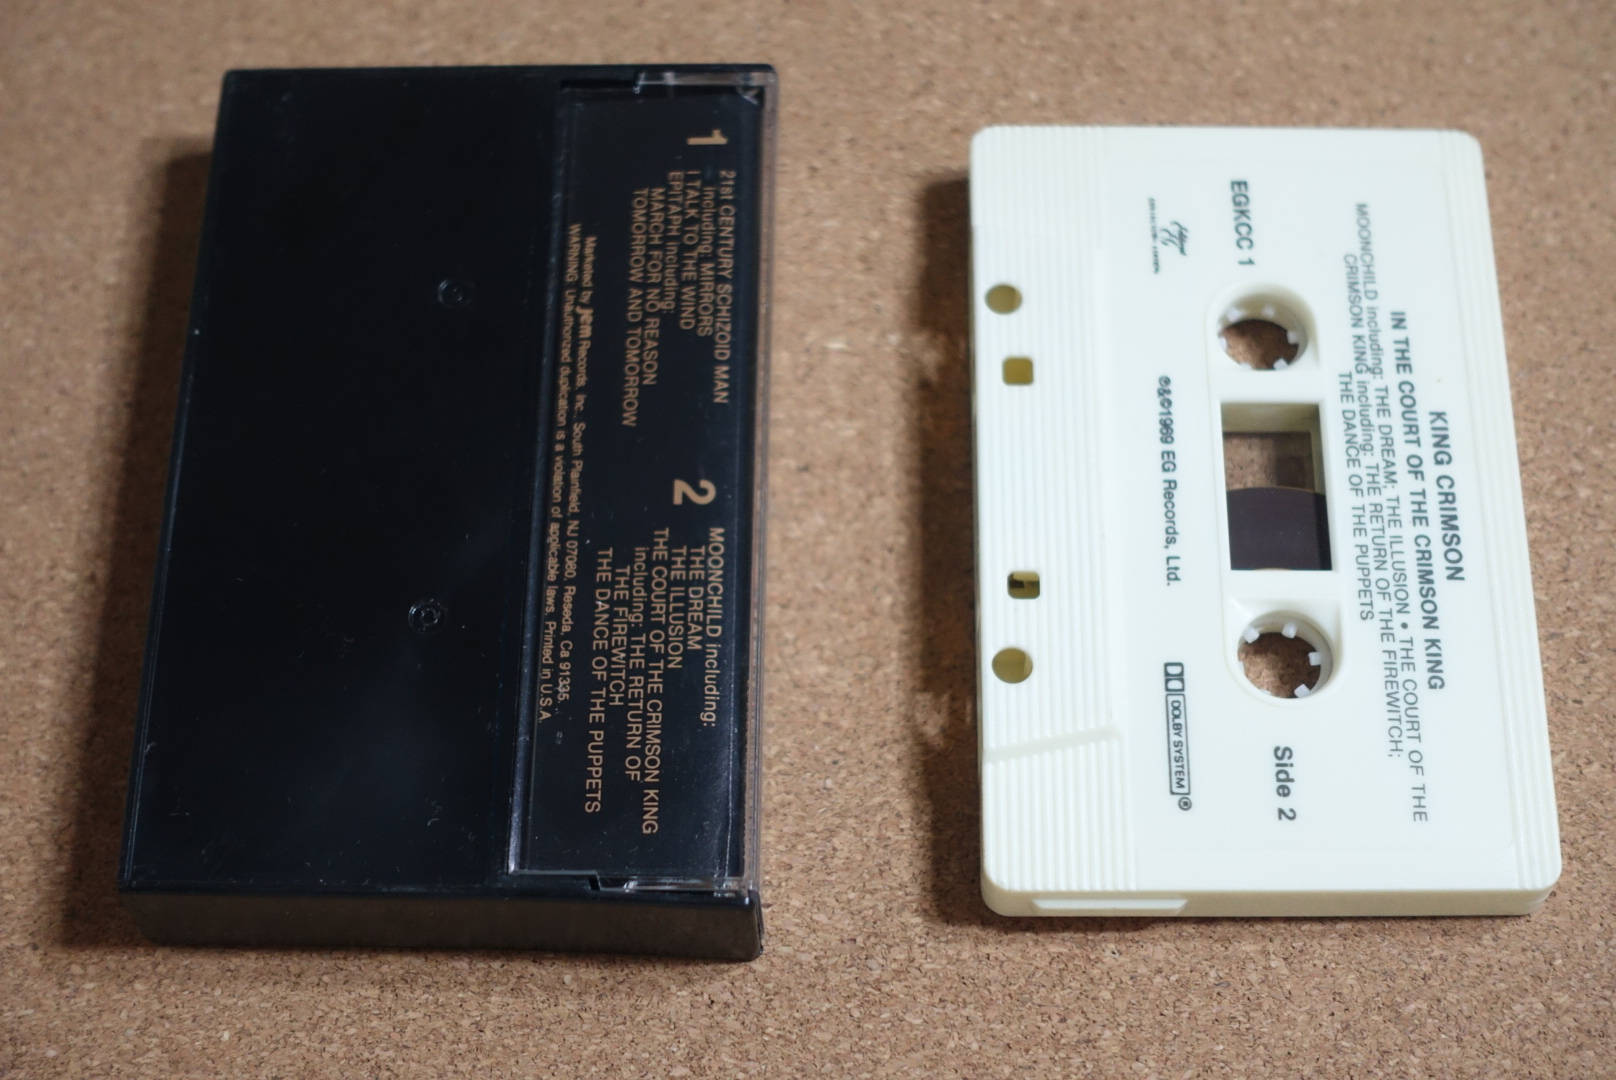 1
21st CENTURY SCHIZOID MAN
including: MIRRORS
I TALK TO THE WIND
EPITAPH including:
MARCH FOR NO REASON
TOMORROW AND TOMORROW
2
MOONCHILD including:
THE DREAM
THE ILLUSION
THE COURT OF THE CRIMSON KING
including: THE RETURN OF
THE FIREWITCH
THE DANCE OF THE PUPPETS
Marketed by jem Records, Inc., South Plainfield, NJ 07080, Reseda, Ca 91335.
WARNING: Unauthorized duplication is a violation of applicable laws. Printed in U.S.A.
KING CRIMSON
IN THE COURT OF THE CRIMSON KING
MOONCHILD including: THE DREAM; THE ILLUSION • THE COURT OF THE
CRIMSON KING including: THE RETURN OF THE FIREWITCH;
THE DANCE OF THE PUPPETS
EGKCC 1
Side 2
℗&©1969 EG Records, Ltd.
DOLBY SYSTEM®